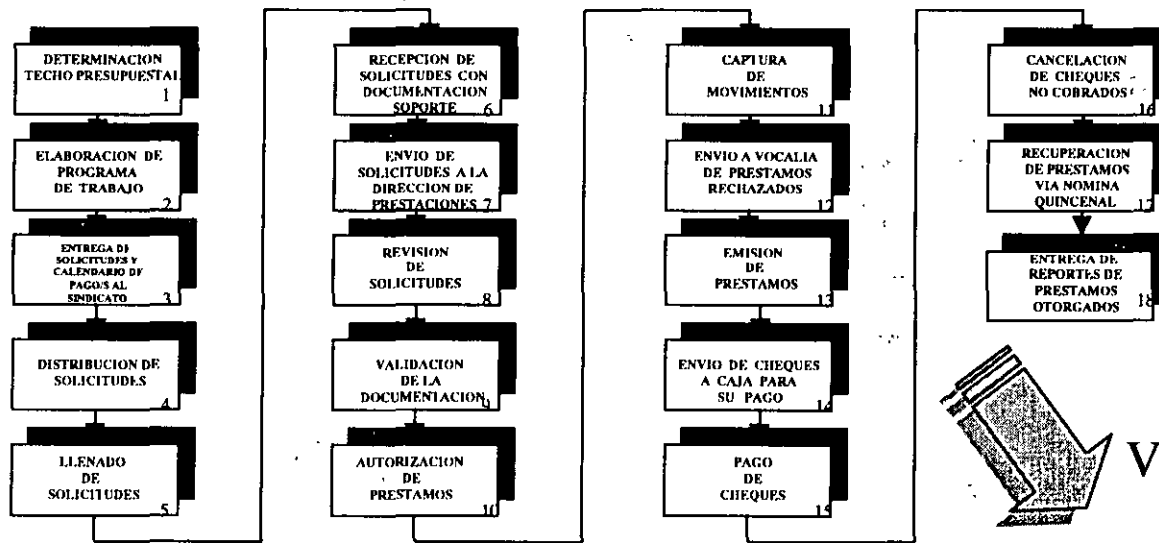 DETERMINACION
TECHO PRESUPUESTAL
1
ELABORACION DE
PROGRAMA
DE TRABAJO
2
ENTREGA DE
SOLICITUDES Y
CALENDARIO DE
PAGO/S AL
SINDICATO
3
DISTRIBUCION DE
SOLICITUDES
4
LLENADO
DE
SOLICITUDES
5
RECEPCION DE
SOLICITUDES CON
DOCUMENTACION
SOPORTE
6
ENVIO DE
SOLICITUDES A LA
DIRECCION DE
PRESTACIONES
7
REVISION
DE
SOLICITUDES
8
VALIDACION
DE LA
DOCUMENTACION
9
AUTORIZACION
DE
PRESTAMOS
10
CAPTURA
DE
MOVIMIENTOS
11
ENVIO A VOCALIA
DE PRESTAMOS
RECHAZADOS
12
EMISION
DE
PRESTAMOS
13
ENVIO DE CHEQUES
A CAJA PARA
SU PAGO
14
PAGO
DE
CHEQUES
15
CANCELACION
DE CHEQUES
NO COBRADOS
16
RECUPERACION
DE PRESTAMOS
VIA NOMINA
QUINCENAL
17
ENTREGA DE
REPORTES DE
PRESTAMOS
OTORGADOS
18
V